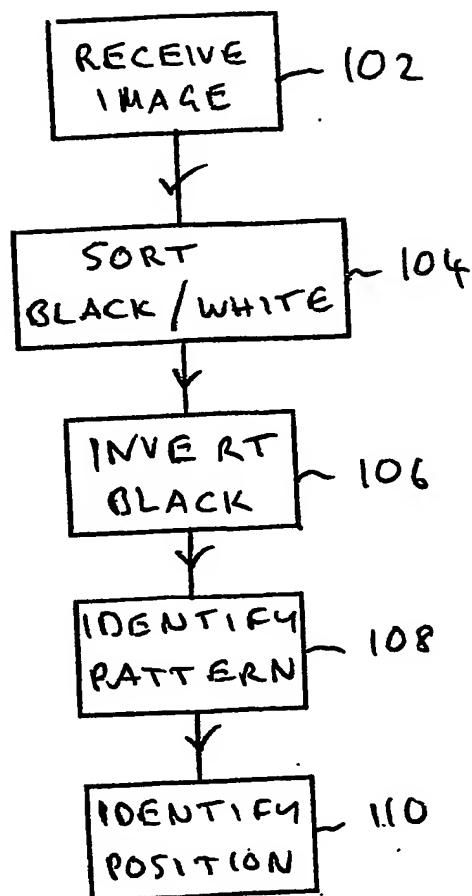 RECEIVE
IMAGE
102
SORT
BLACK / WHITE
104
INVERT
BLACK
106
IDENTIFY
PATTERN
108
IDENTIFY
POSITION
110